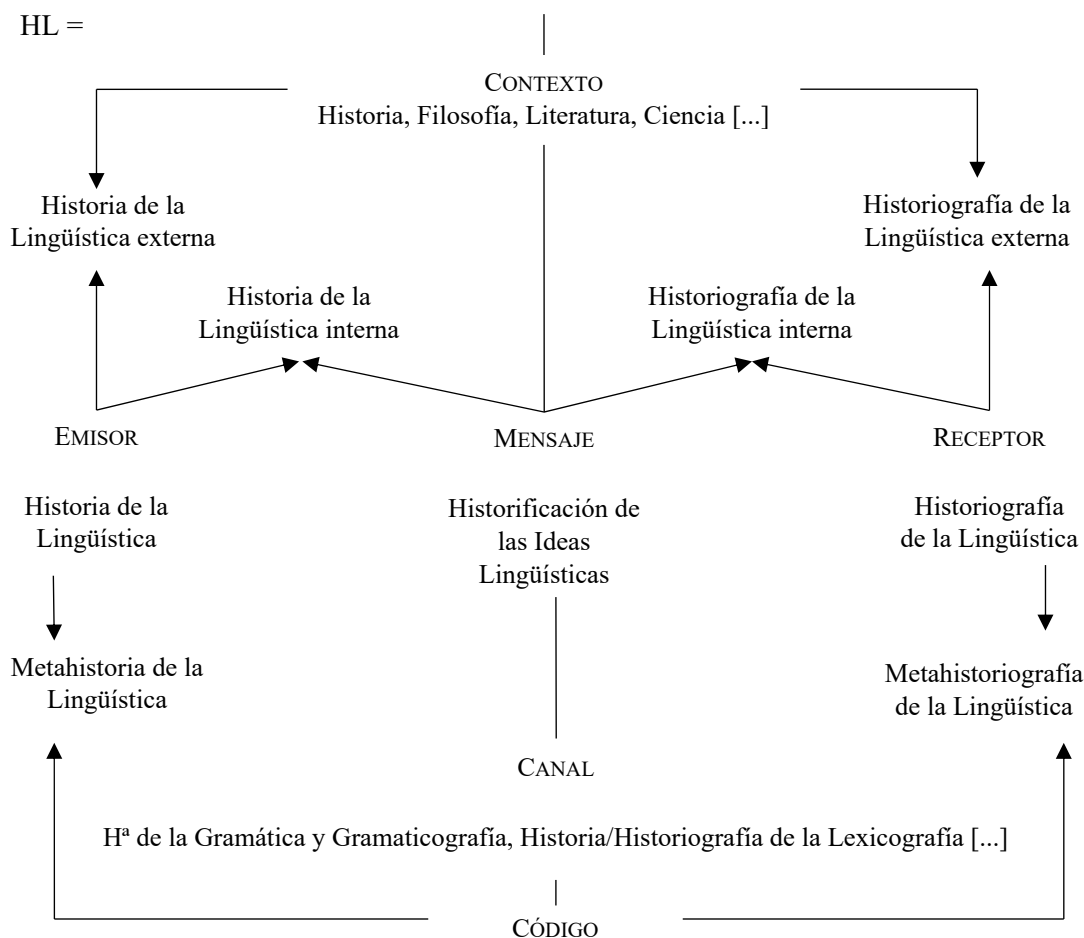 HL =
CONTEXTO
Historia, Filosofía, Literatura, Ciencia [...]
Historia de la
Lingüística externa
Historiografía de la
Lingüística externa
Historia de la
Lingüística interna
Historiografía de la
Lingüística interna
EMISOR
MENSAJE
RECEPTOR
Historia de la
Lingüística
Historificación de
las Ideas
Lingüísticas
Historiografía
de la Lingüística
Metahistoria de la
Lingüística
Metahistoriografía
de la Lingüística
CANAL
Hª de la Gramática y Gramaticografía, Historia/Historiografía de la Lexicografía [...]
CÓDIGO